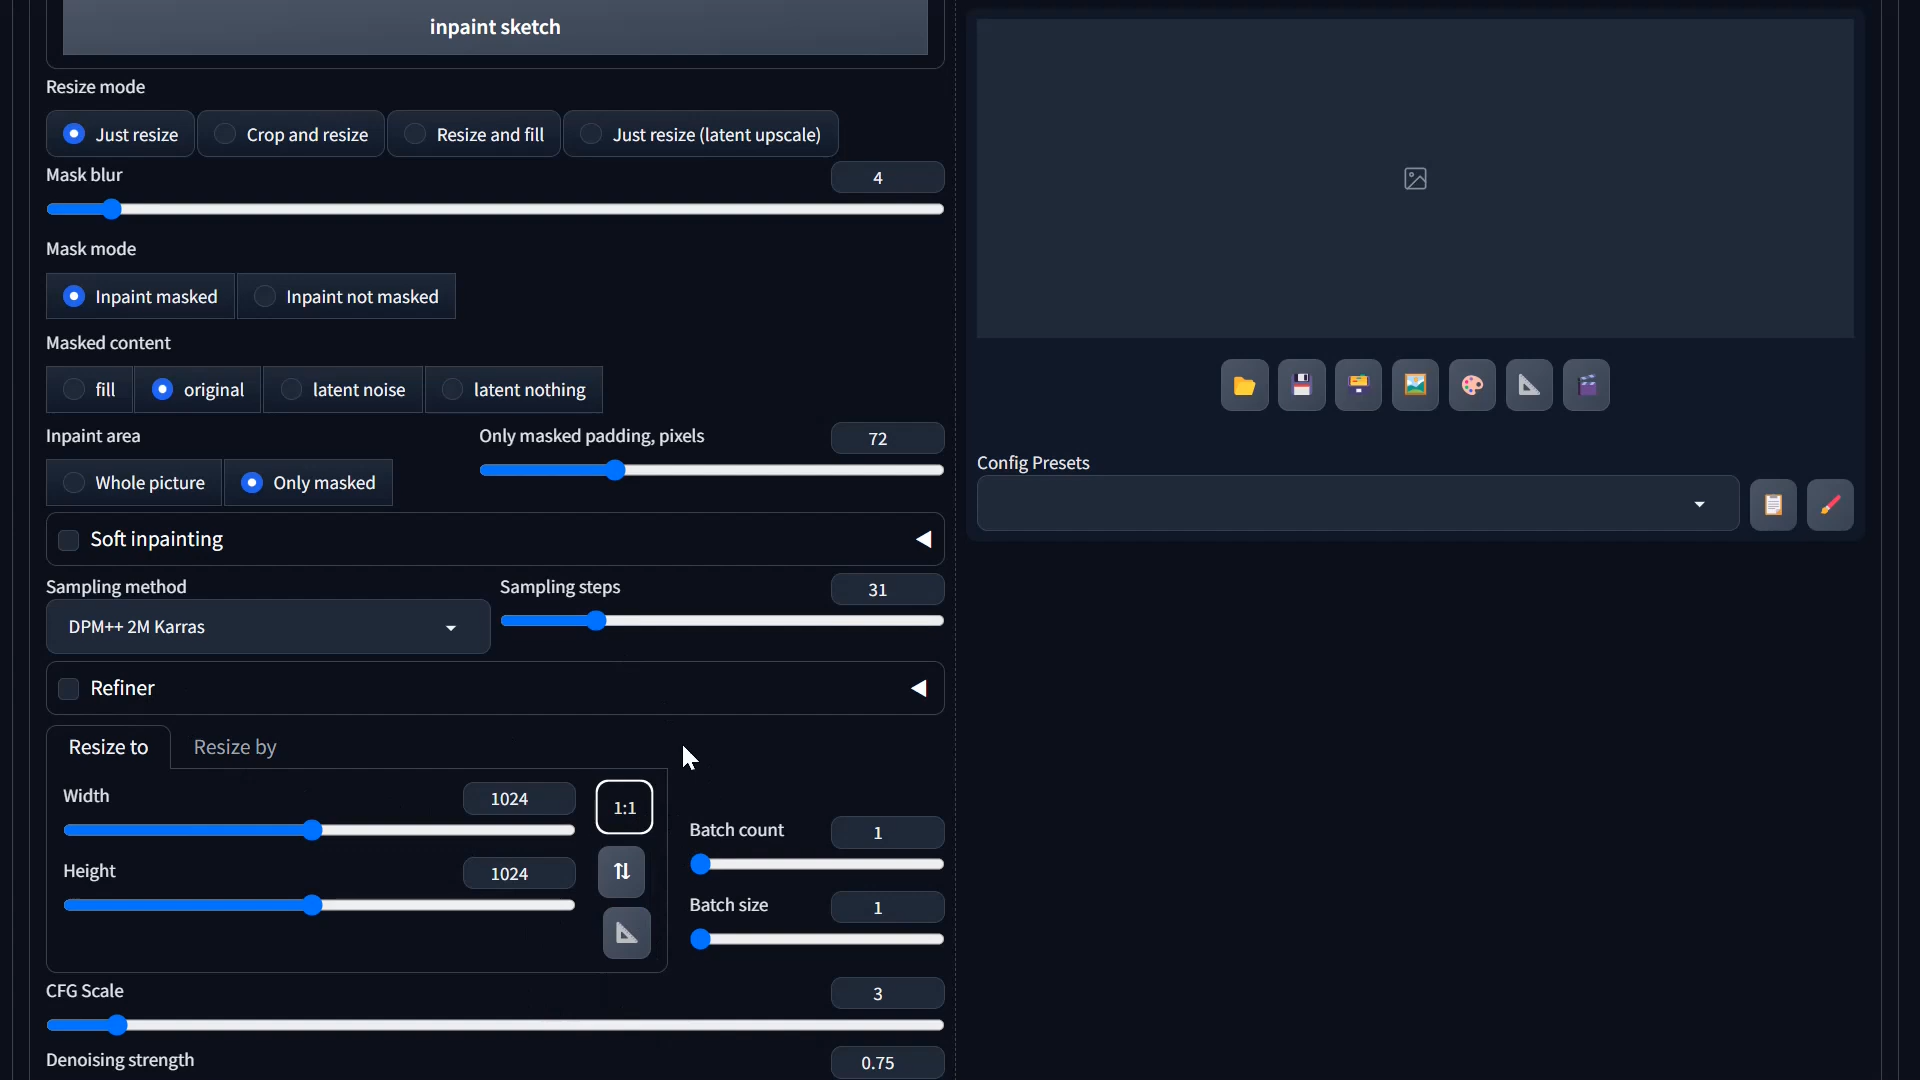 inpaint sketch
Resize mode
Just resize
Crop and resize
Resize and fill
Just resize (latent upscale)
Mask blur
4
Mask mode
Inpaint masked
Inpaint not masked
Masked content
fill
original
latent noise
latent nothing
Inpaint area
Only masked padding, pixels
72
Whole picture
Only masked
Soft inpainting
Sampling method
Sampling steps
31
DPM++ 2M Karras
Refiner
Resize to
Resize by
Width
1024
1:1
Height
1024
Batch count
1
Batch size
1
CFG Scale
3
Denoising strength
0.75
Config Presets